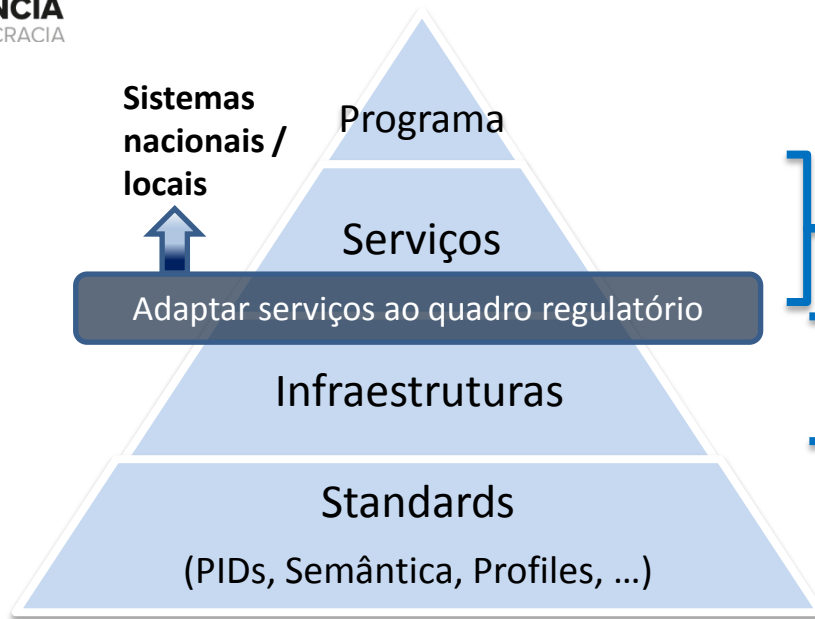 NCIA
CRACIA
Sistemas
nacionais /
locais
Programa
Serviços
Adaptar serviços ao quadro regulatório
Infraestruturas
Standards
(PIDs, Semântica, Profiles, ...)